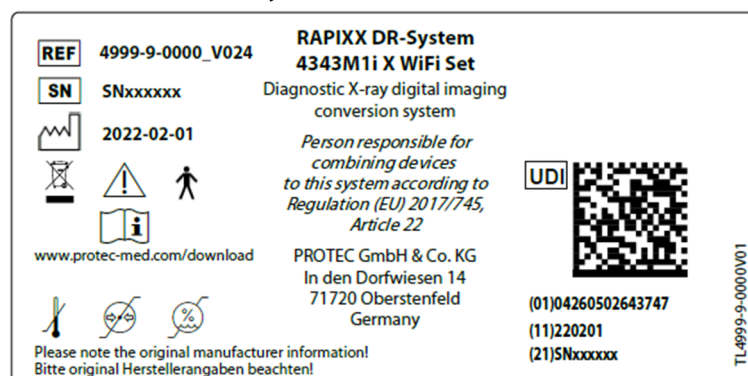 REF 4999-9-0000_V024
SN SNxxxxxx
2022-02-01
www.protec-med.com/download
Please note the original manufacturer information!
Bitte original Herstellerangaben beachten!
RAPIXX DR-System
4343M1i X WiFi Set
Diagnostic X-ray digital imaging
conversion system
Person responsible for
combining devices
to this system according to
Regulation (EU) 2017/745,
Article 22
PROTEC GmbH & Co. KG
In den Dorfwiesen 14
71720 Oberstenfeld
Germany
UDI
(01)04260502643747
(11)220201
(21)SNxxxxxx
TL4999-9-0000V01